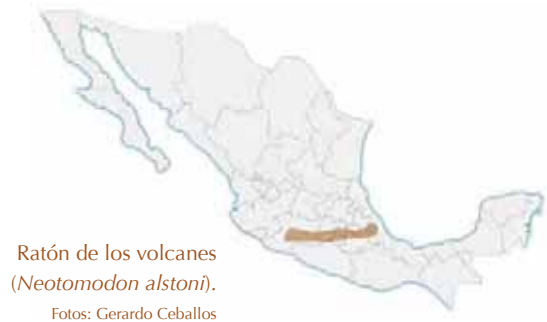 Ratón de los volcanes
(Neotomodon alstoni).
Fotos: Gerardo Ceballos